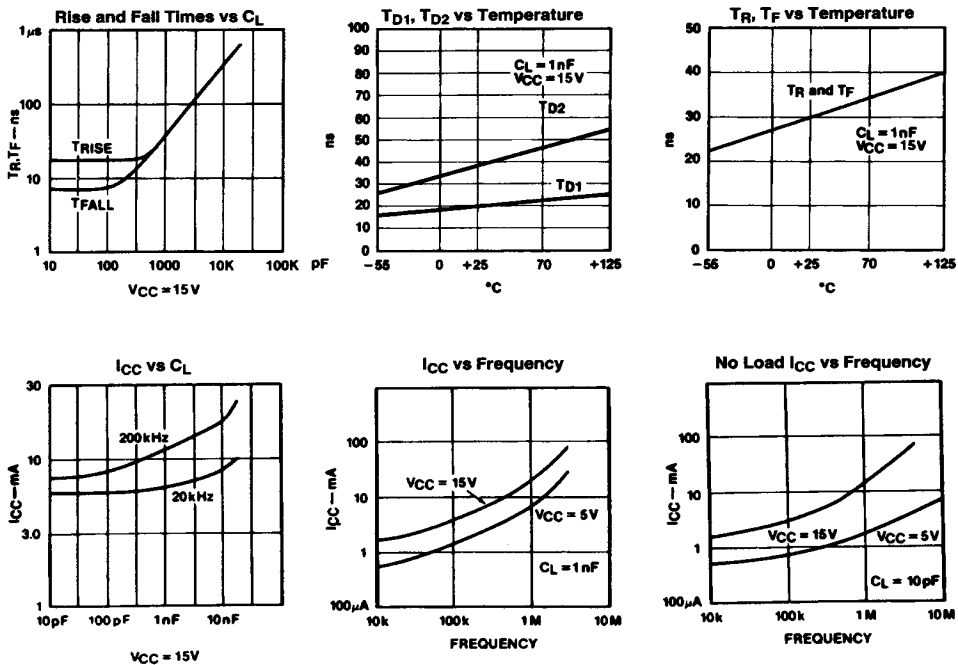 Rise and Fall Times vs CL
1μs
100
10
1
TR,TF—ns
TRISE
TFALL
10 100 1000 10K 100K pF
VCC = 15V
TD1, TD2 vs Temperature
100
90
80
70
60
50
40
30
20
10
0
ns
CL = 1nF
VCC = 15V
TD2
TD1
−55 0 +25 70 +125
°C
TR, TF vs Temperature
50
40
30
20
10
0
ns
TR and TF
CL = 1nF
VCC = 15V
−55 0 +25 70 +125
°C
ICC vs CL
30
10
3.0
1
ICC—mA
200kHz
20kHz
10pF 100pF 1nF 10nF
VCC = 15V
ICC vs Frequency
100
10
1
100μA
ICC—mA
VCC = 15V
VCC = 5V
CL = 1nF
10k 100k 1M 10M
FREQUENCY
No Load ICC vs Frequency
100
10
1
100μA
ICC—mA
VCC = 15V
VCC = 5V
CL = 10pF
10k 100k 1M 10M
FREQUENCY